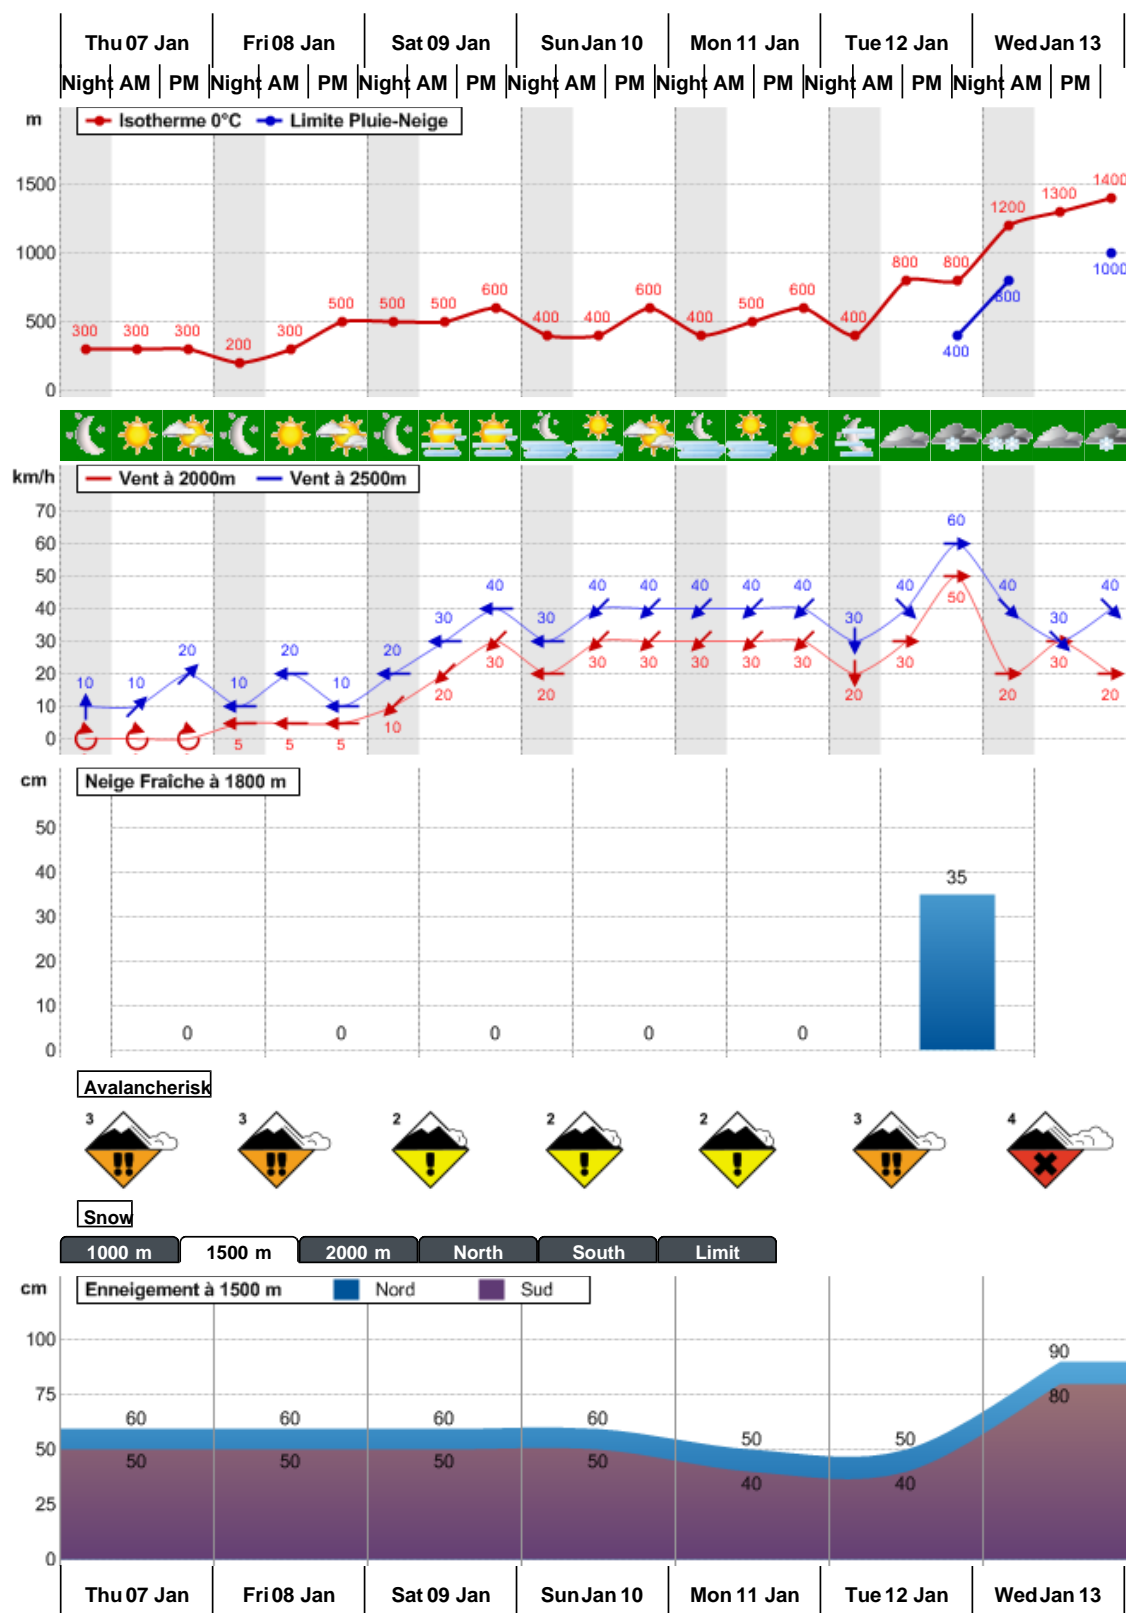 Thu 07 Jan Fri 08 Jan Sat 09 Jan Sun Jan 10 Mon 11 Jan Tue 12 Jan Wed Jan 13
Night AM PM Night AM PM Night AM PM Night AM PM Night AM PM Night AM PM Night AM PM
m Isotherme 0°C Limite Pluie-Neige
1500
1000
500
0
300 300 300 200 300 500 500 500 600 400 400 600 400 500 600 400 800 800 1200 1300 1400
400 800 1000
km/h Vent à 2000m Vent à 2500m
70
60
50
40
30
20
10
0
10 10 20 10 20 10 20 30 40 30 40 40 40 40 40 30 40 60 40 30 40
5 5 5 10 20 30 20 30 30 30 30 30 20 30 50 20 30 20
cm Neige Fraîche à 1800 m
50
40
30
20
10
0
0 0 0 0 0 35
Avalancherisk
3 3 2 2 2 3 4
Snow
1000 m 1500 m 2000 m North South Limit
cm Enneigement à 1500 m Nord Sud
100
75
50
25
0
60 60 60 60 50 50 90
50 50 50 50 40 40 80
Thu 07 Jan Fri 08 Jan Sat 09 Jan Sun Jan 10 Mon 11 Jan Tue 12 Jan Wed Jan 13